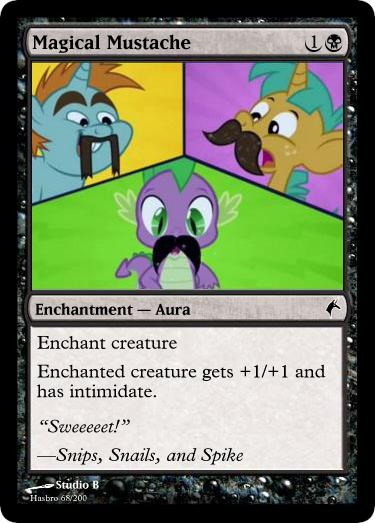 Magical Mustache 1
Enchantment — Aura
Enchant creature
Enchanted creature gets +1/+1 and
has intimidate.
“Sweeeeet!”
—Snips, Snails, and Spike
Studio B
Hasbro 68/200